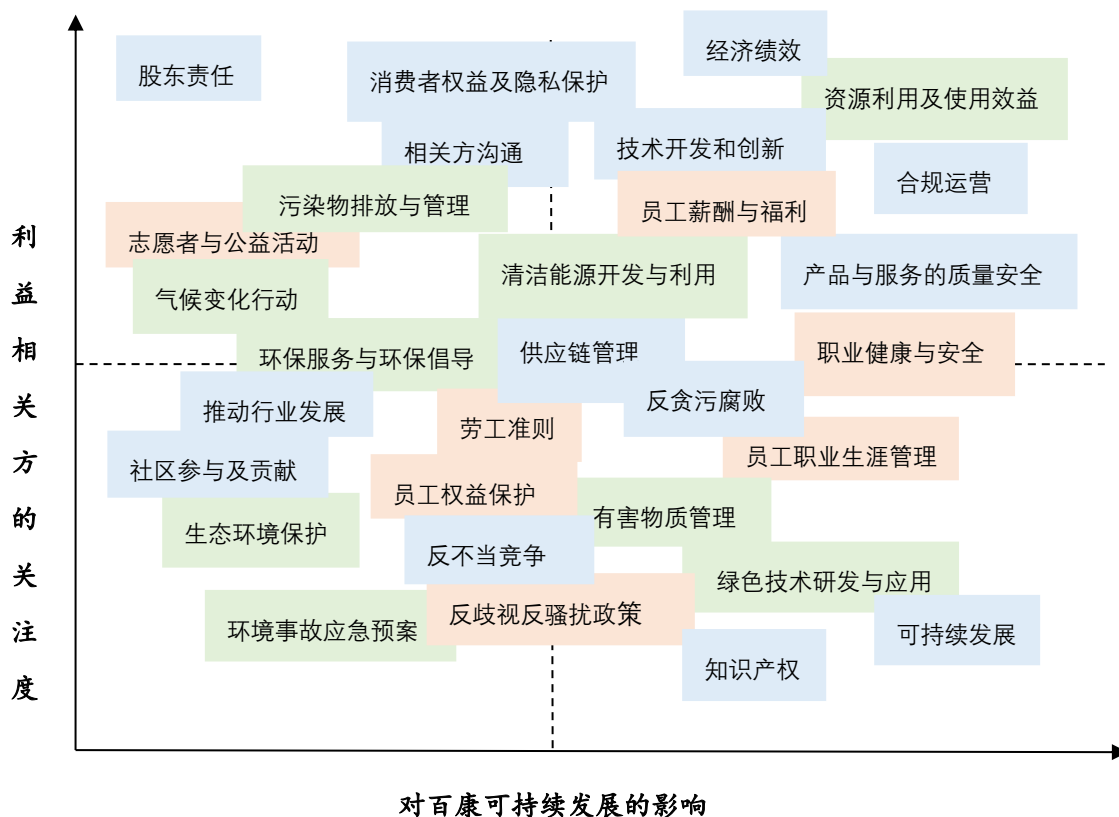 经济绩效
股东责任
消费者权益及隐私保护
资源利用及使用效益
相关方沟通
技术开发和创新
合规运营
污染物排放与管理
员工薪酬与福利
志愿者与公益活动
清洁能源开发与利用
产品与服务的质量安全
气候变化行动
环保服务与环保倡导
供应链管理
职业健康与安全
推动行业发展
反贪污腐败
劳工准则
员工职业生涯管理
社区参与及贡献
员工权益保护
有害物质管理
生态环境保护
反不当竞争
绿色技术研发与应用
环境事故应急预案
反歧视反骚扰政策
可持续发展
知识产权
利益相关方的关注度
对百康可持续发展的影响